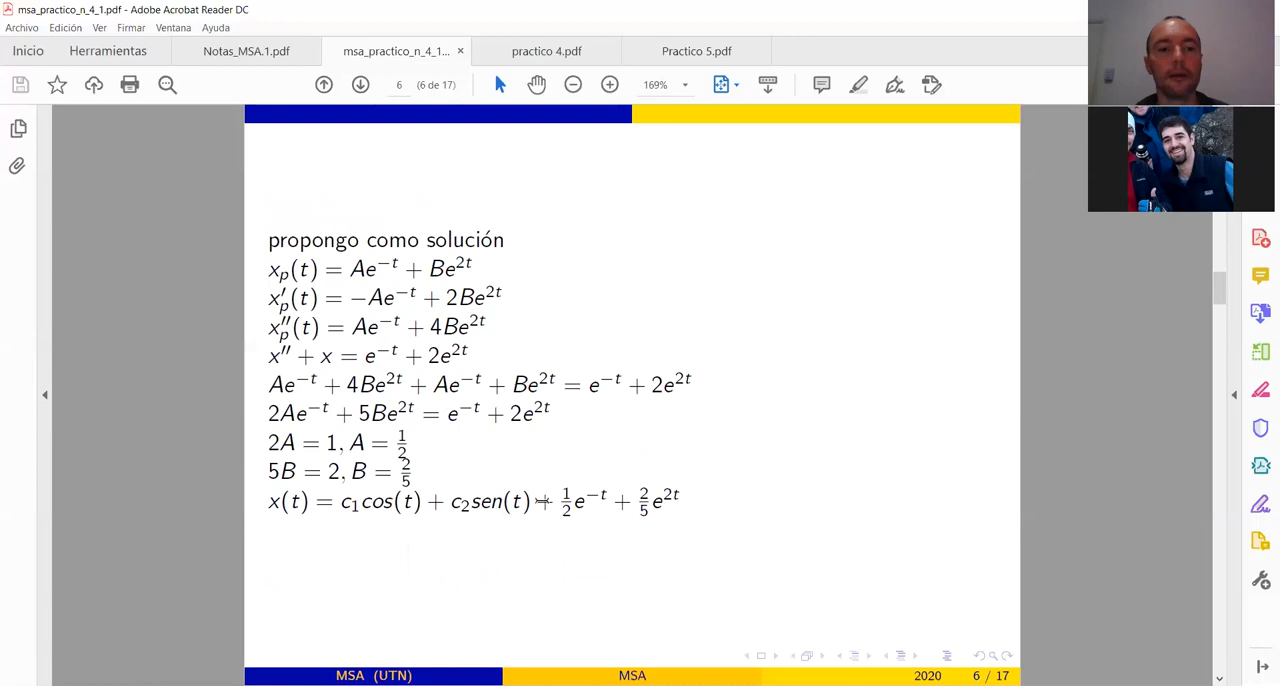 msa_practico_n_4_1.pdf - Adobe Acrobat Reader DC
Archivo Edición Ver Firmar Ventana Ayuda
Inicio Herramientas Notas_MSA.1.pdf msa_practico_n_4_1... × practico 4.pdf Practico 5.pdf
6 (6 de 17) 169%
propongo como solución
x_p(t) = Ae^{-t} + Be^{2t}
x'_p(t) = −Ae^{-t} + 2Be^{2t}
x''_p(t) = Ae^{-t} + 4Be^{2t}
x'' + x = e^{-t} + 2e^{2t}
Ae^{-t} + 4Be^{2t} + Ae^{-t} + Be^{2t} = e^{-t} + 2e^{2t}
2Ae^{-t} + 5Be^{2t} = e^{-t} + 2e^{2t}
2A = 1, A = 1/2
5B = 2, B = 2/5
x(t) = c_1cos(t) + c_2sen(t) + 1/2 e^{-t} + 2/5 e^{2t}
MSA (UTN) MSA 2020 6 / 17